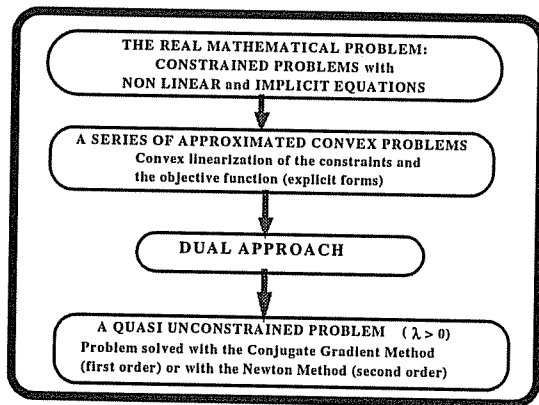 THE REAL MATHEMATICAL PROBLEM:
CONSTRAINED PROBLEMS with
NON LINEAR and IMPLICIT EQUATIONS
A SERIES OF APPROXIMATED CONVEX PROBLEMS
Convex linearization of the constraints and
the objective function (explicit forms)
DUAL APPROACH
A QUASI UNCONSTRAINED PROBLEM ( λ > 0)
Problem solved with the Conjugate Gradient Method
(first order) or with the Newton Method (second order)